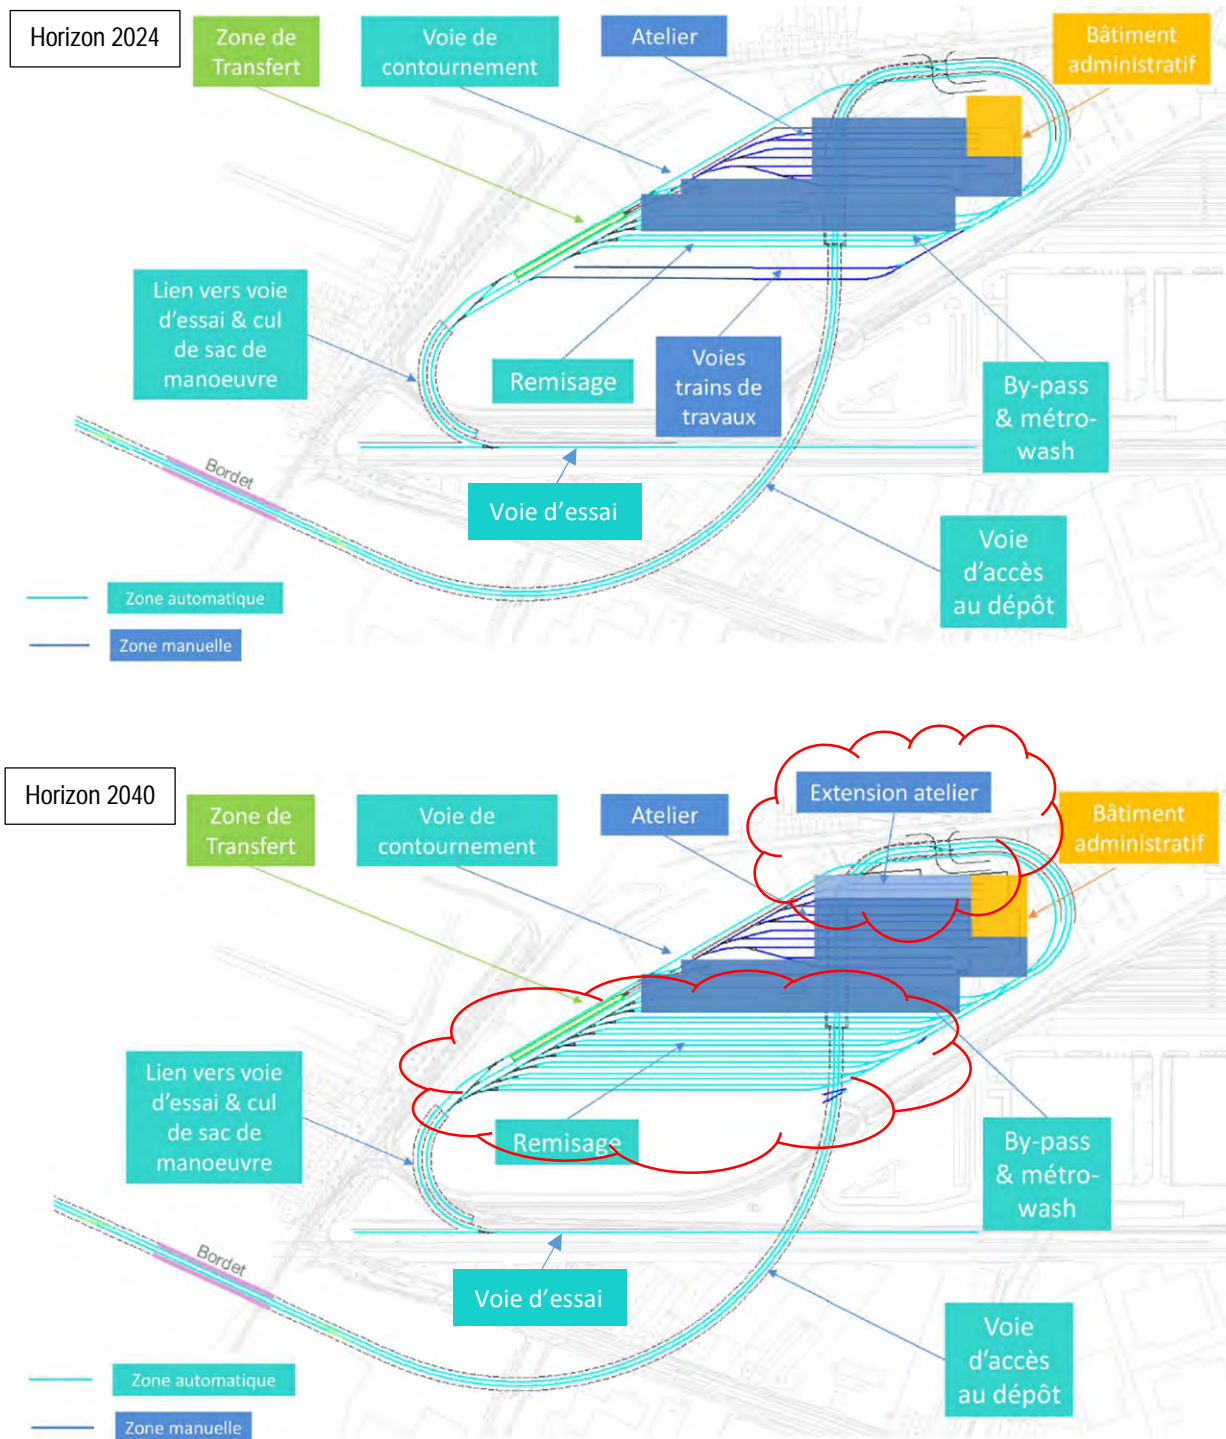 Horizon 2024
Zone de
Transfert
Voie de
contournement
Atelier
Bâtiment
administratif
Lien vers voie
d'essai & cul
de sac de
manoeuvre
Remisage
Voies
trains de
travaux
By-pass
& métro-
wash
Bordet
Voie d'essai
Voie
d'accès
au dépôt
Zone automatique
Zone manuelle
Horizon 2040
Zone de
Transfert
Voie de
contournement
Atelier
Extension atelier
Bâtiment
administratif
Lien vers voie
d'essai & cul
de sac de
manoeuvre
Remisage
By-pass
& métro-
wash
Bordet
Voie d'essai
Voie
d'accès
au dépôt
Zone automatique
Zone manuelle